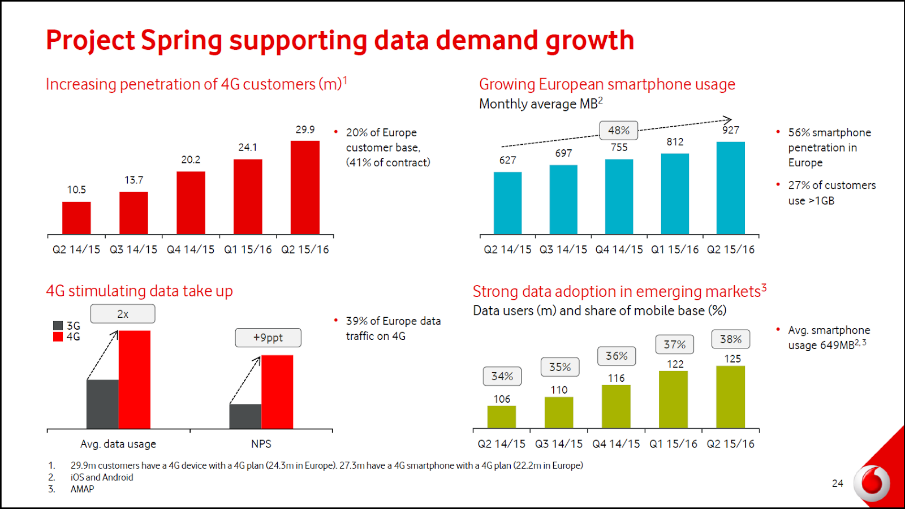 Project Spring supporting data demand growth
Increasing penetration of 4G customers (m)1
10.5
13.7
20.2
24.1
29.9
Q2 14/15
Q3 14/15
Q4 14/15
Q1 15/16
Q2 15/16
• 20% of Europe
customer base,
(41% of contract)
Growing European smartphone usage
Monthly average MB2
48%
627
697
755
812
927
Q2 14/15
Q3 14/15
Q4 14/15
Q1 15/16
Q2 15/16
• 56% smartphone
penetration in
Europe
• 27% of customers
use >1GB
4G stimulating data take up
3G
4G
2x
+9ppt
Avg. data usage
NPS
• 39% of Europe data
traffic on 4G
Strong data adoption in emerging markets3
Data users (m) and share of mobile base (%)
34%
35%
36%
37%
38%
106
110
116
122
125
Q2 14/15
Q3 14/15
Q4 14/15
Q1 15/16
Q2 15/16
• Avg. smartphone
usage 649MB2, 3
1. 29.9m customers have a 4G device with a 4G plan (24.3m in Europe). 27.3m have a 4G smartphone with a 4G plan (22.2m in Europe)
2. iOS and Android
3. AMAP
24